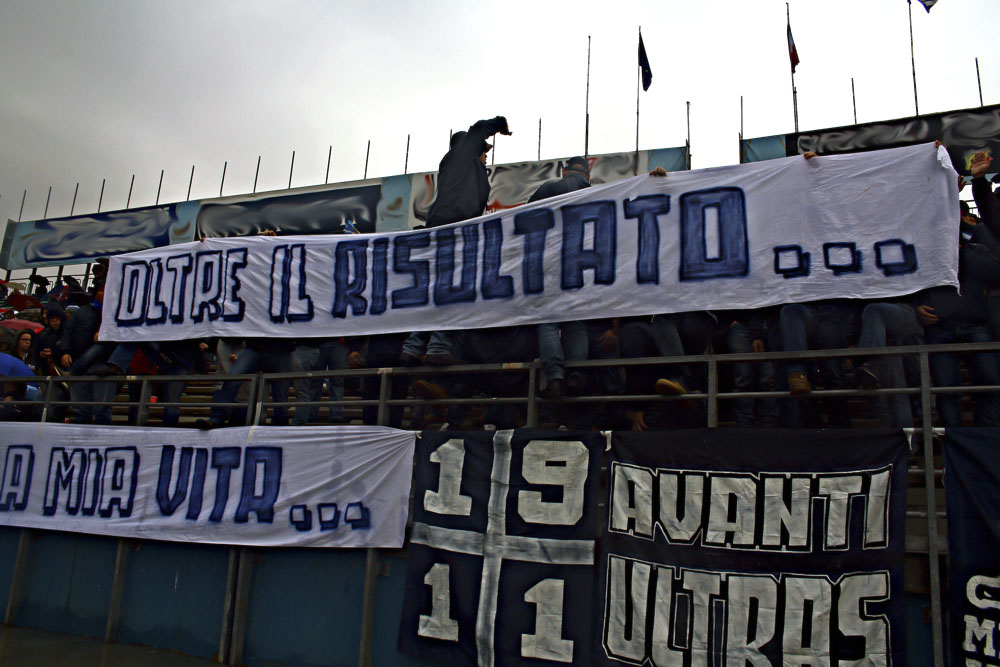 OLTRE IL RISULTATO...
A MIA VITA...
19
11
AVANTI
ULTRAS